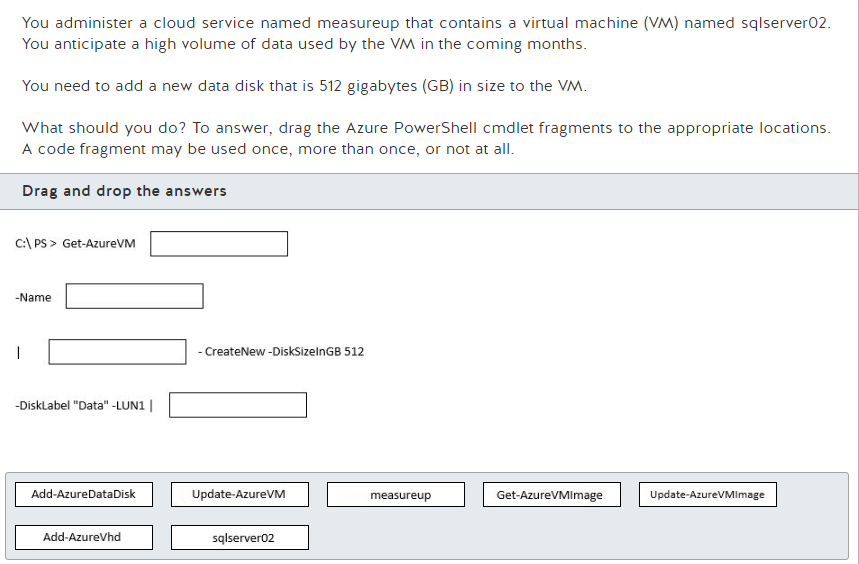 You administer a cloud service named measureup that contains a virtual machine (VM) named sqlserver02.
You anticipate a high volume of data used by the VM in the coming months.
You need to add a new data disk that is 512 gigabytes (GB) in size to the VM.
What should you do? To answer, drag the Azure PowerShell cmdlet fragments to the appropriate locations.
A code fragment may be used once, more than once, or not at all.
Drag and drop the answers
C:\ PS > Get-AzureVM
-Name
| - CreateNew -DiskSizeInGB 512
-DiskLabel "Data" -LUN1 |
Add-AzureDataDisk Update-AzureVM measureup Get-AzureVMImage Update-AzureVMImage
Add-AzureVhd sqlserver02